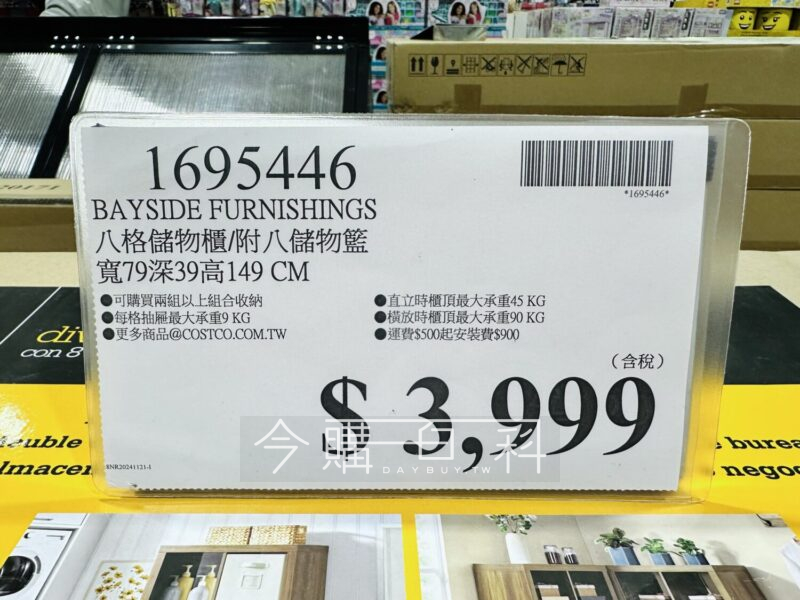 1695446
*1695446*
BAYSIDE FURNISHINGS
八格儲物櫃/附八儲物籃
寬79深39高149 CM
●可購買兩組以上組合收納
●每格抽屜最大承重9 KG
●更多商品@COSTCO.COM.TW
●直立時櫃頂最大承重45 KG
●橫放時櫃頂最大承重90 KG
●運費$500起安裝費$900
(含稅)
$ 3,999
今購百科
DAYBUY.TW
8NR20241121-1
con 8